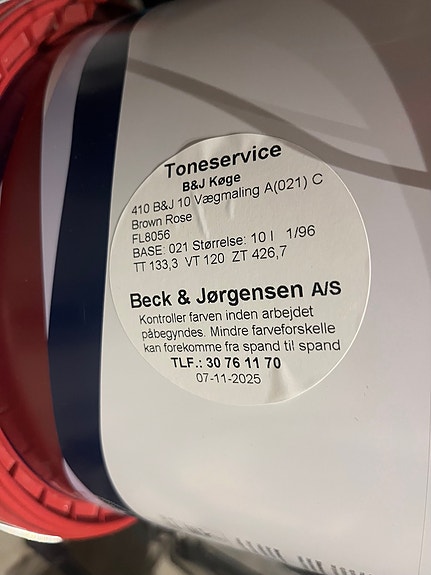 Toneservice
B&J Køge
410 B&J 10 Vægmaling A(021) C
Brown Rose
FL8056
BASE: 021 Størrelse: 10 l 1/96
TT 133,3 VT 120 ZT 426,7
Beck & Jørgensen A/S
Kontroller farven inden arbejdet
påbegyndes. Mindre farveforskelle
kan forekomme fra spand til spand
TLF.: 30 76 11 70
07-11-2025